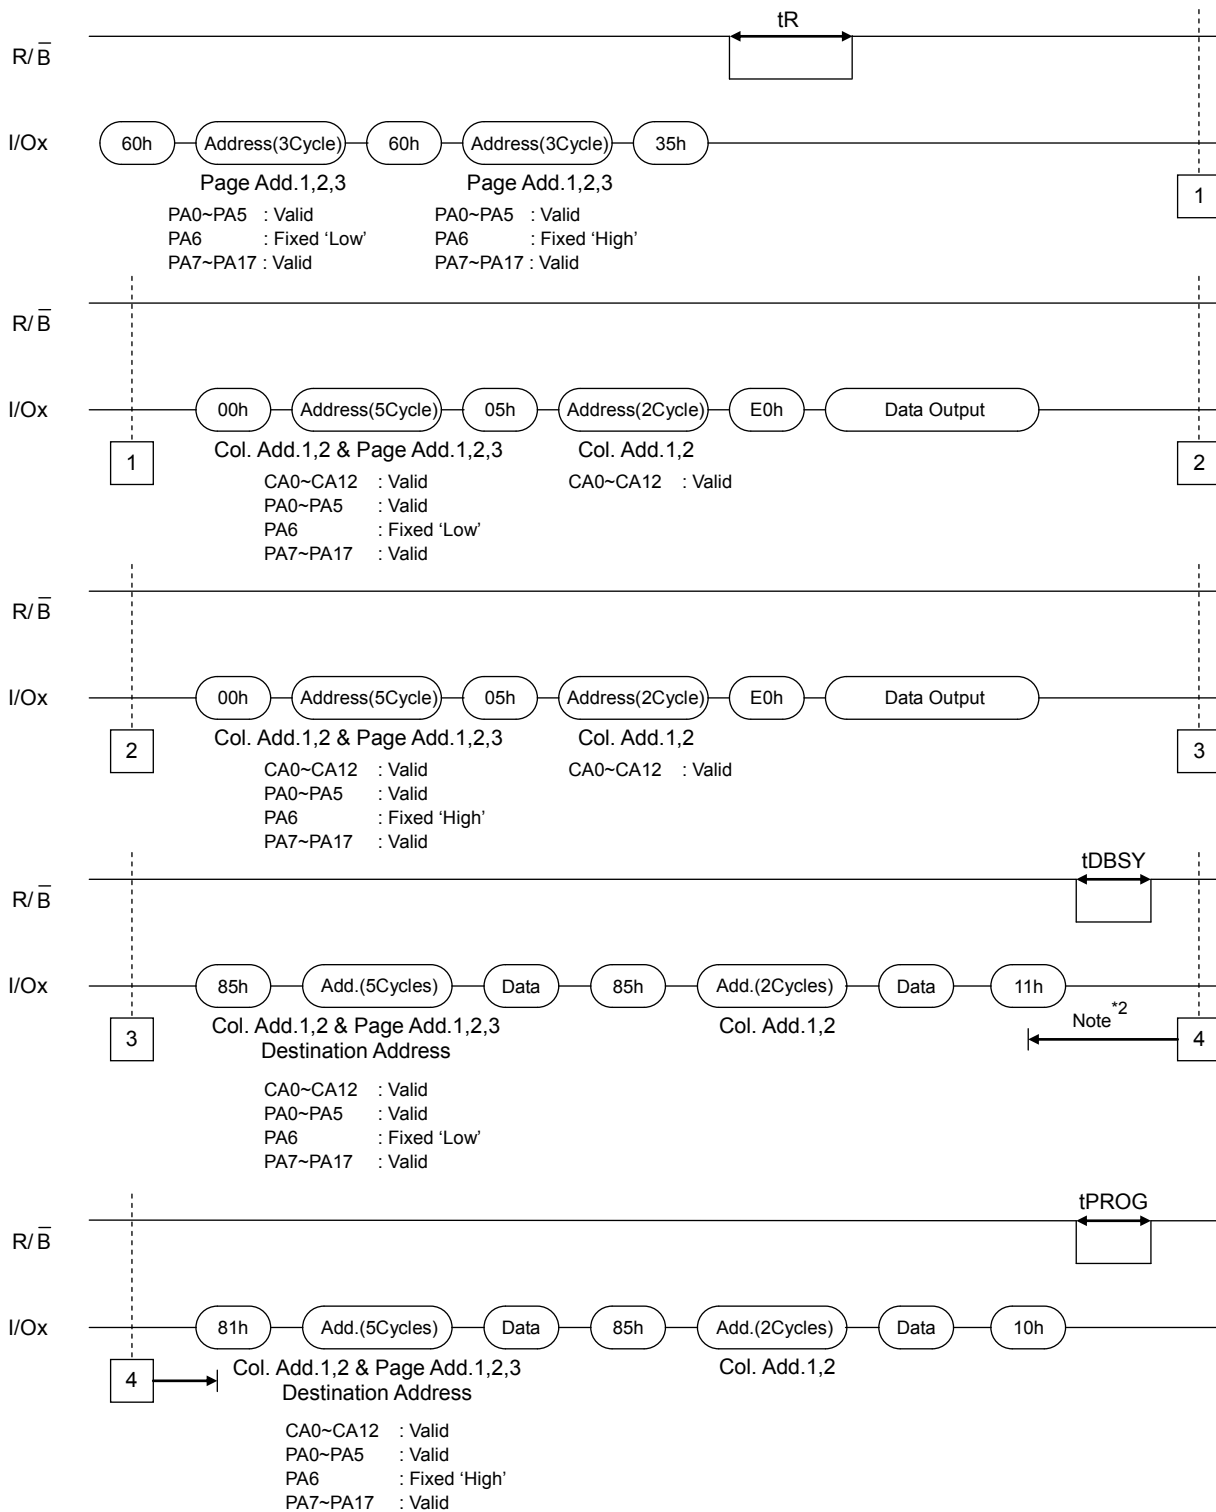 tR
R/B̅
I/Ox 60h Address(3Cycle) 60h Address(3Cycle) 35h
Page Add.1,2,3 Page Add.1,2,3
1
PA0~PA5 : Valid PA0~PA5 : Valid
PA6 : Fixed ‘Low’ PA6 : Fixed ‘High’
PA7~PA17 : Valid PA7~PA17 : Valid
R/B̅
I/Ox 00h Address(5Cycle) 05h Address(2Cycle) E0h Data Output
Col. Add.1,2 & Page Add.1,2,3 Col. Add.1,2
1 2
CA0~CA12 : Valid CA0~CA12 : Valid
PA0~PA5 : Valid
PA6 : Fixed ‘Low’
PA7~PA17 : Valid
R/B̅
I/Ox 00h Address(5Cycle) 05h Address(2Cycle) E0h Data Output
Col. Add.1,2 & Page Add.1,2,3 Col. Add.1,2
2 3
CA0~CA12 : Valid CA0~CA12 : Valid
PA0~PA5 : Valid
PA6 : Fixed ‘High’
PA7~PA17 : Valid
tDBSY
R/B̅
I/Ox 85h Add.(5Cycles) Data 85h Add.(2Cycles) Data 11h
Note*2
Col. Add.1,2 & Page Add.1,2,3 Col. Add.1,2
3 4
Destination Address
CA0~CA12 : Valid
PA0~PA5 : Valid
PA6 : Fixed ‘Low’
PA7~PA17 : Valid
tPROG
R/B̅
I/Ox 81h Add.(5Cycles) Data 85h Add.(2Cycles) Data 10h
Col. Add.1,2 & Page Add.1,2,3 Col. Add.1,2
4
Destination Address
CA0~CA12 : Valid
PA0~PA5 : Valid
PA6 : Fixed ‘High’
PA7~PA17 : Valid